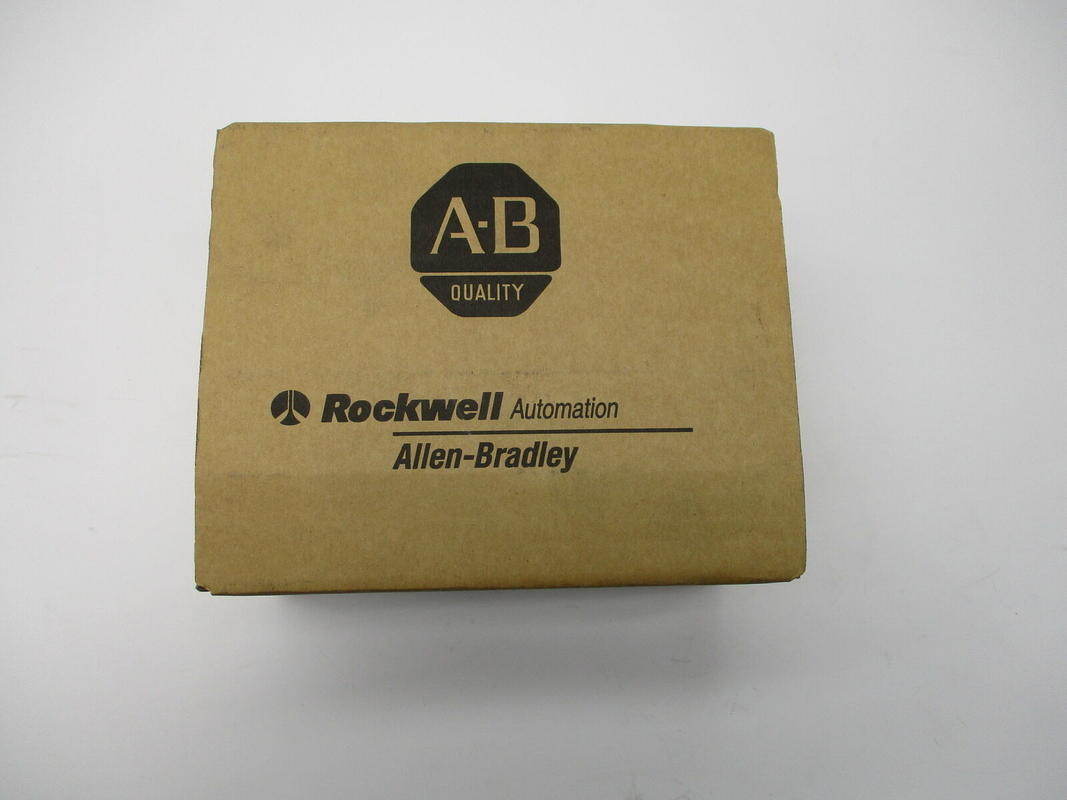 A-B
QUALITY
Rockwell Automation
Allen-Bradley